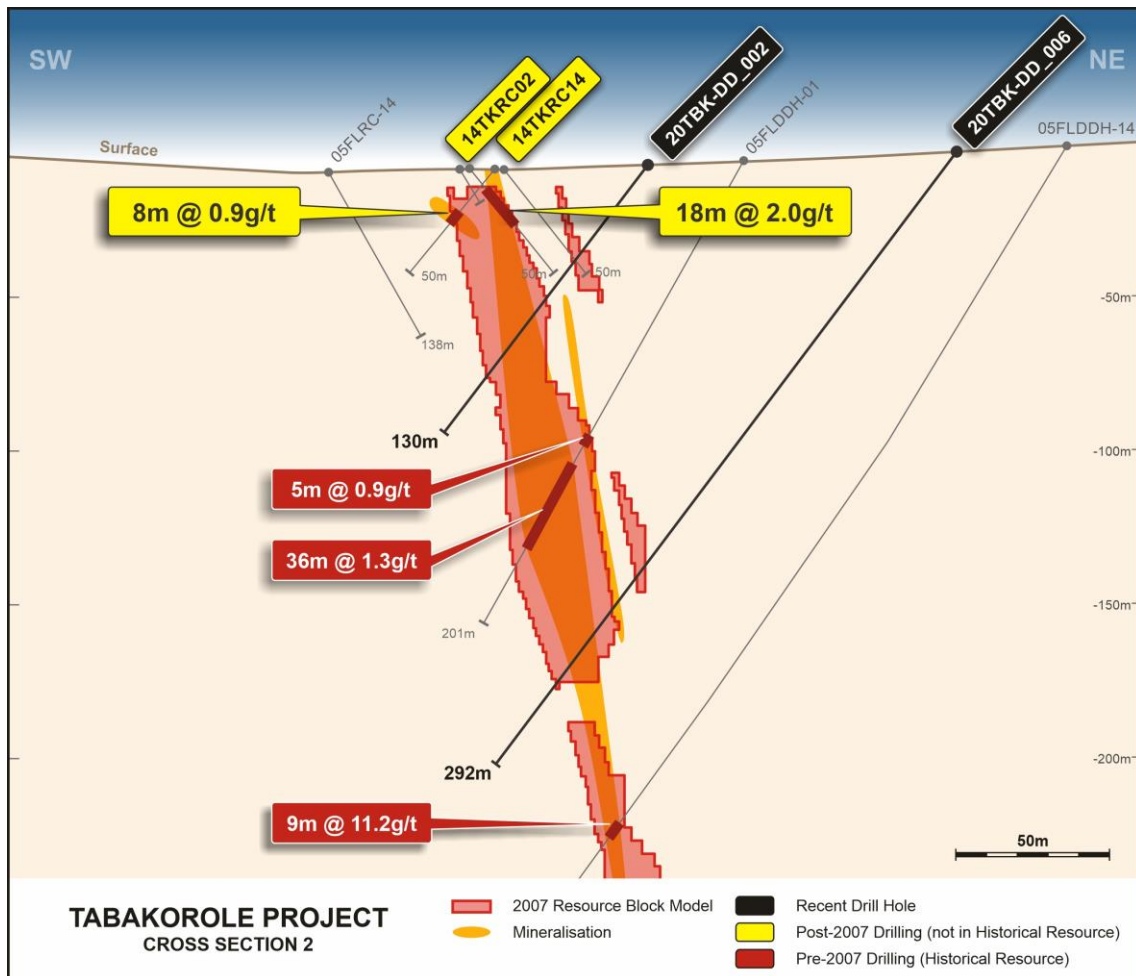 SW
NE
14TKRC02
14TKRC14
20TBK-DD_002
20TBK-DD_006
05FLRC-14
05FLDDH-01
05FLDDH-14
Surface
8m @ 0.9g/t
18m @ 2.0g/t
50m
50m
50m
-50m
138m
130m
-100m
5m @ 0.9g/t
36m @ 1.3g/t
-150m
201m
-200m
292m
9m @ 11.2g/t
50m
TABAKOROLE PROJECT
CROSS SECTION 2
2007 Resource Block Model
Mineralisation
Recent Drill Hole
Post-2007 Drilling (not in Historical Resource)
Pre-2007 Drilling (Historical Resource)